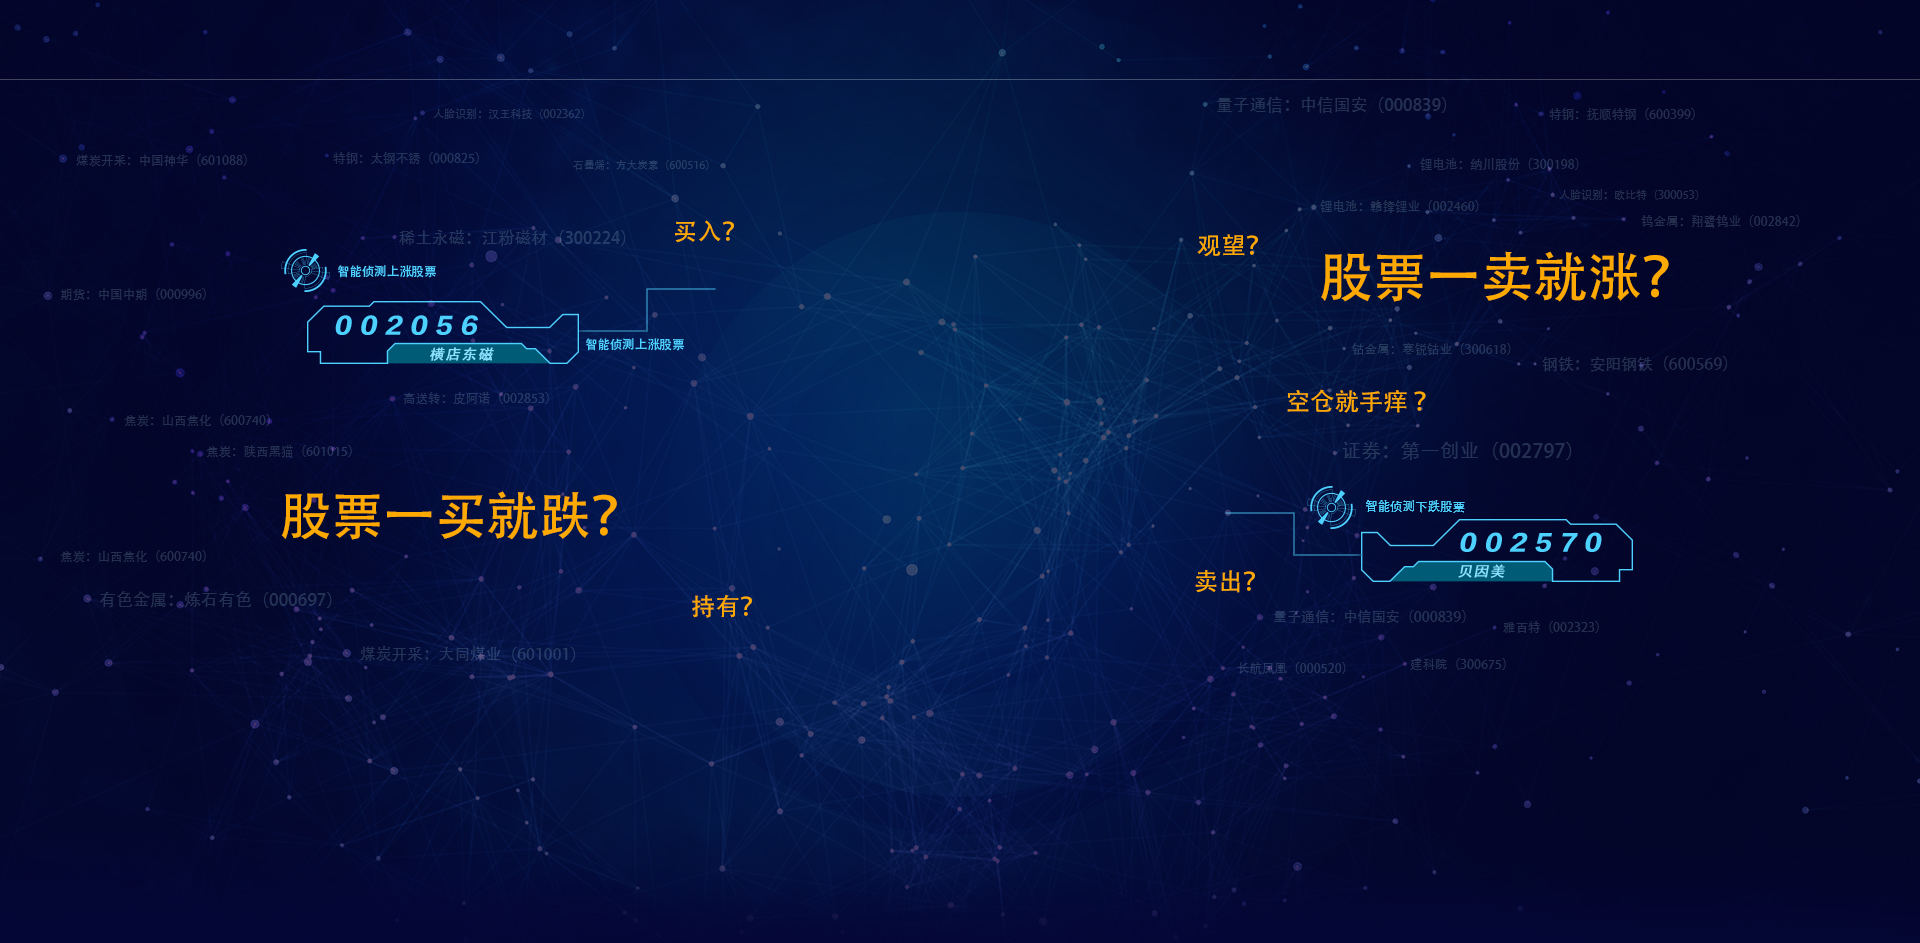 量子通信：中信国安（000839）
人脸识别：汉王科技（002362）
特钢：抚顺特钢（600399）
煤炭开采：中国神华（601088）
特钢：太钢不锈（000825）
石墨烯：方大炭素（600516）
锂电池：纳川股份（300198）
人脸识别：欧比特（300053）
锂电池：赣锋锂业（002460）
钨金属：翔鹭钨业（002842）
买入？
稀土永磁：江粉磁材（300224）
观望？
智能侦测上涨股票
股票一卖就涨？
煤炭：中国中期（000996）
002056
横店东磁
智能侦测上涨股票
钴金属：寒锐钴业（300618）
钢铁：安阳钢铁（600569）
高送转：皮阿诺（002853）
空仓就手痒？
焦炭：山西焦化（600740）
焦炭：陕西黑猫（601015）
证券：第一创业（002797）
股票一买就跌？
智能侦测下跌股票
002570
贝因美
焦炭：山西焦化（600740）
卖出？
有色金属：炼石有色（000697）
持有？
量子通信：中信国安（000839）
雅百特（002323）
煤炭开采：大同煤业（601001）
长航凤凰（000520）
建科院（300675）